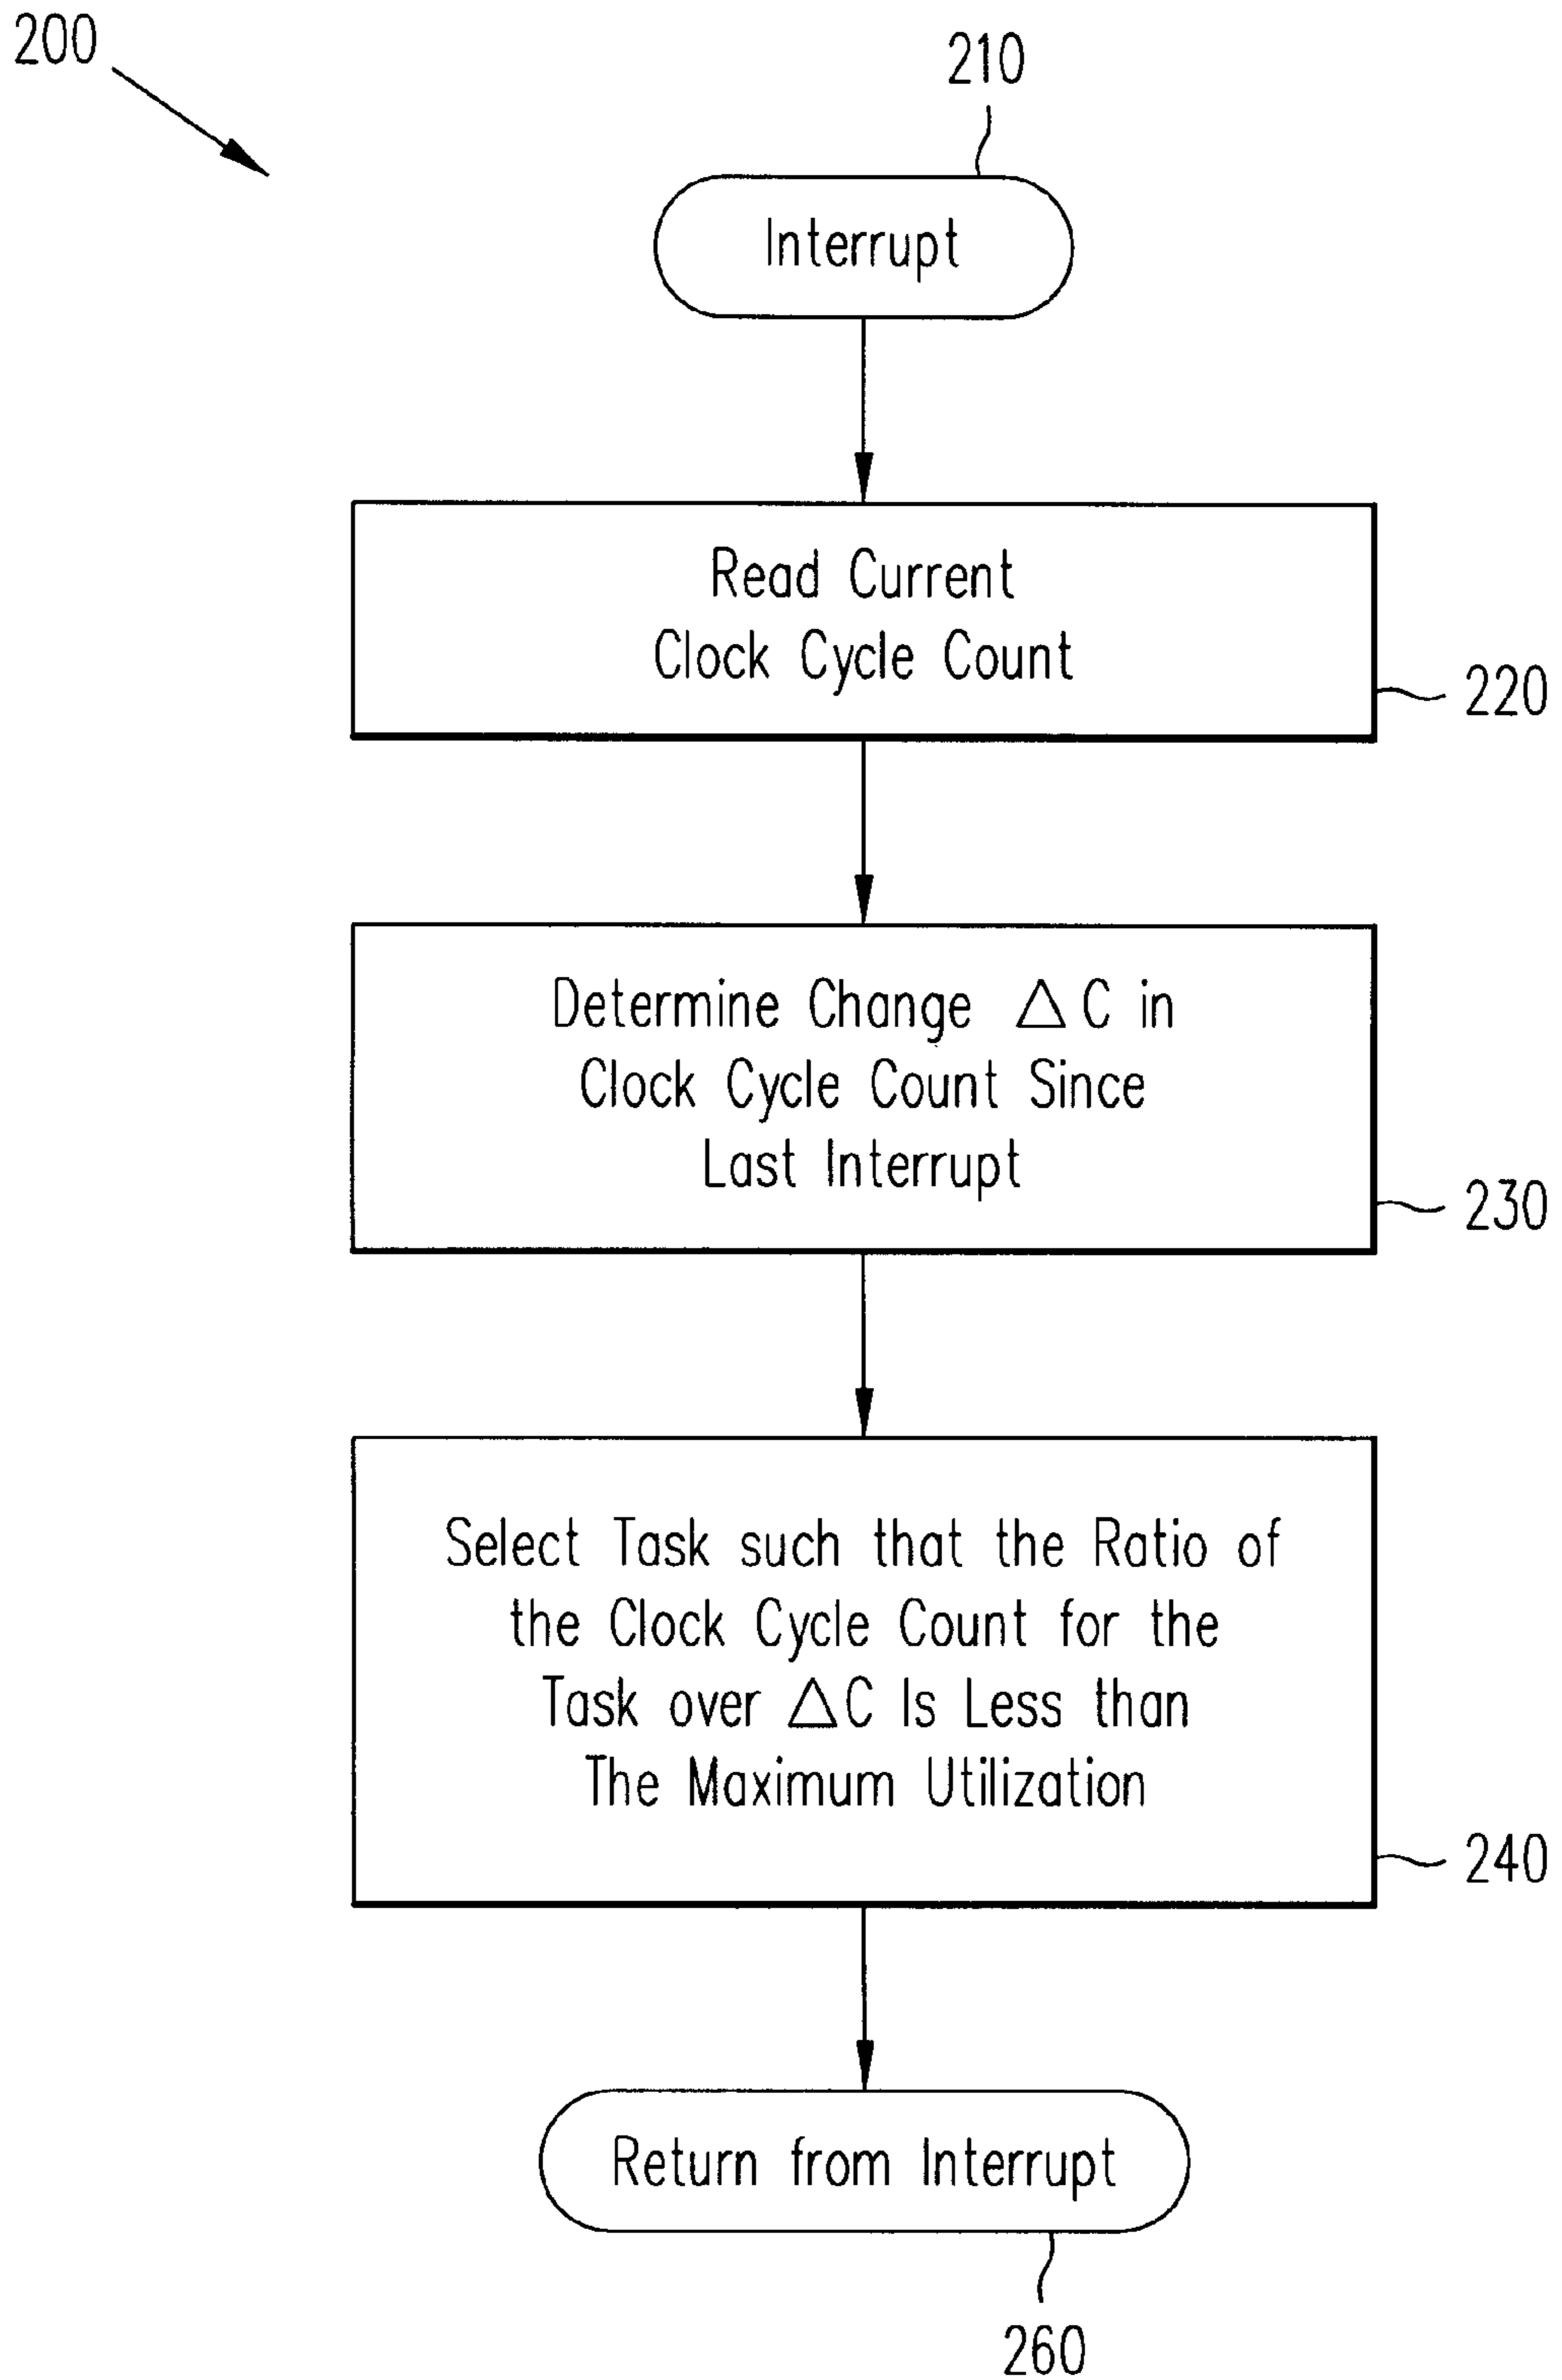 200
210
Interrupt
Read Current
Clock Cycle Count
220
Determine Change △C in
Clock Cycle Count Since
Last Interrupt
230
Select Task such that the Ratio of
the Clock Cycle Count for the
Task over △C Is Less than
The Maximum Utilization
240
Return from Interrupt
260